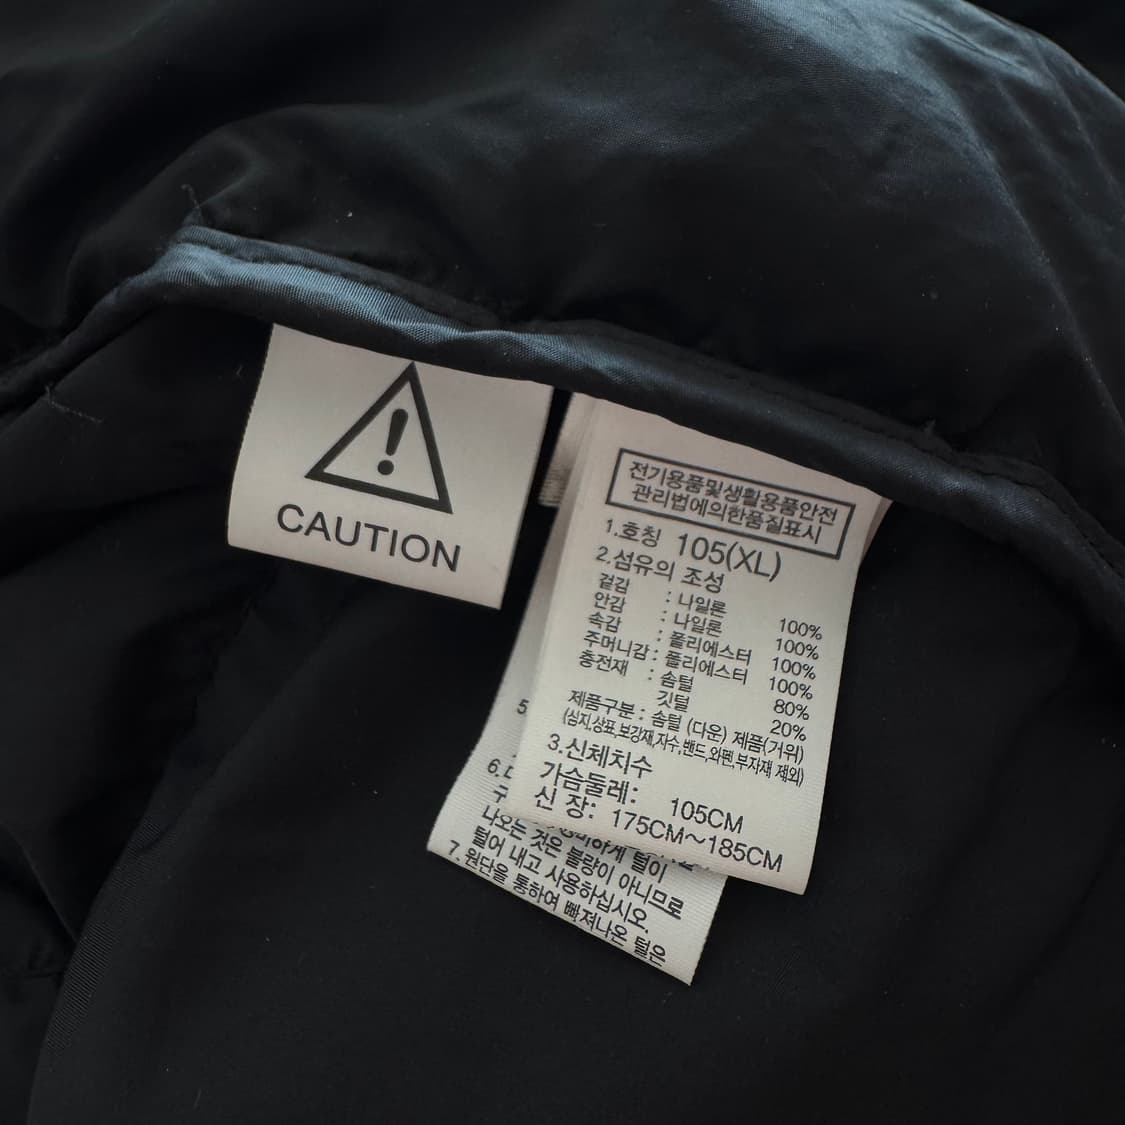 CAUTION
전기용품및생활용품안전
관리법에의한품질표시
1.호칭 105(XL)
2.섬유의 조성
겉감 : 나일론 100%
안감 : 나일론 100%
속감 : 폴리에스터 100%
주머니감 : 폴리에스터 100%
충전재 : 솜털 80%
깃털 20%
제품구분 : 솜털 (다운) 제품(거위)
(심지,상표,보강재,자수,밴드,와펜,부자재 제외)
3.신체치수
가슴둘레: 105CM
신 장: 175CM~185CM
5.
6.
털이
나오는 것은 불량이 아니므로
털어 내고 사용하십시오.
7.원단을 통하여 빠져나온 털은